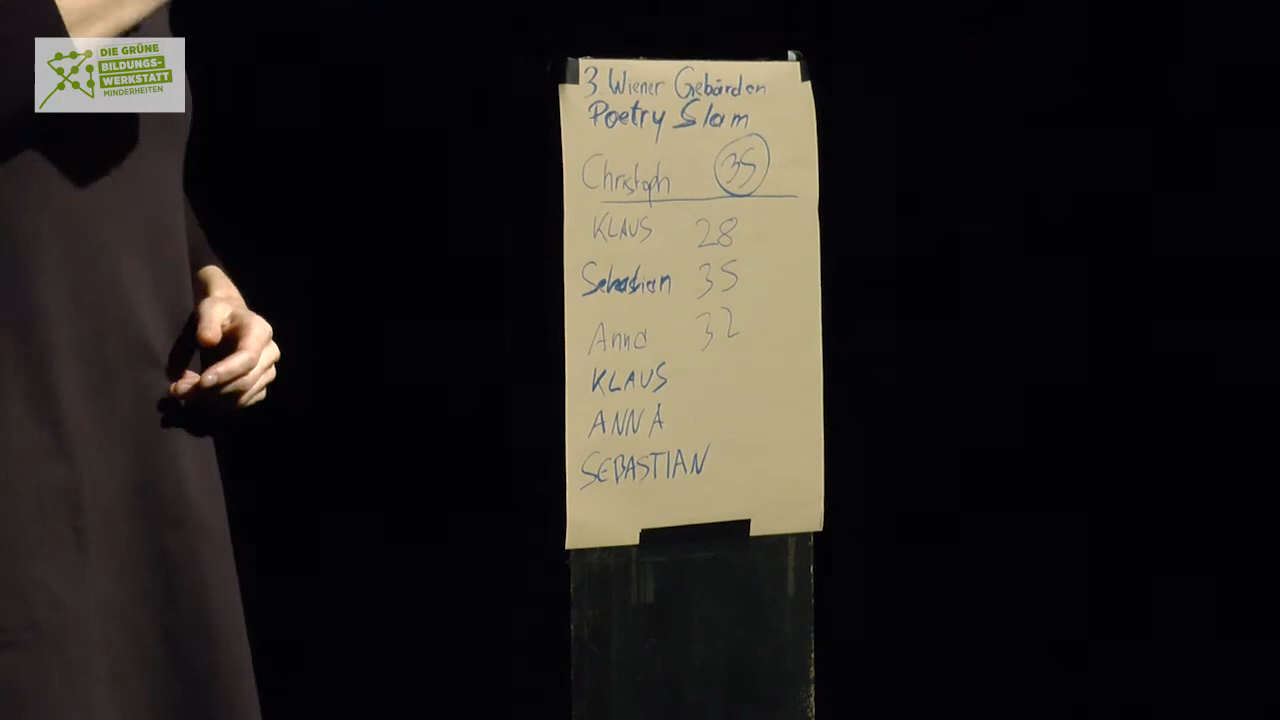 DIE GRÜNE
BILDUNGS-
WERKSTATT
MINDERHEITEN
3 Wiener Gebärden
Poetry Slam
Christoph 35
KLAUS 28
Sebastian 35
Anna 32
KLAUS
ANNA
SEBASTIAN